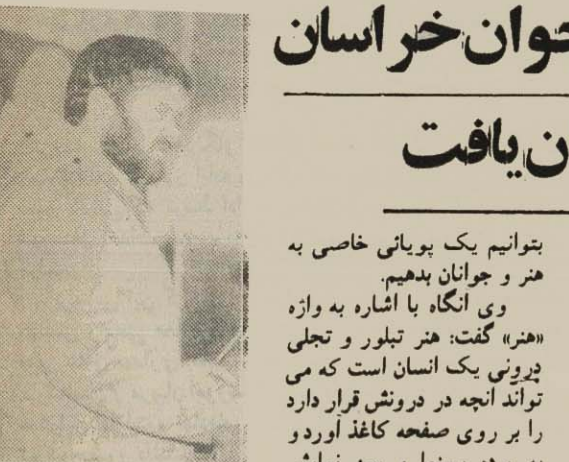 جوان خراسان
ن یافت
بتوانیم یک پویائی خاصی به
هنر و جوانان بدهیم.
وی انگاه با اشاره به واژه
«هنر» گفت: هنر تبلور و تجلی
درونی یک انسان است که می
تواند آنچه در درونش قرار دارد
را بر روی صفحه کاغذ آورد و